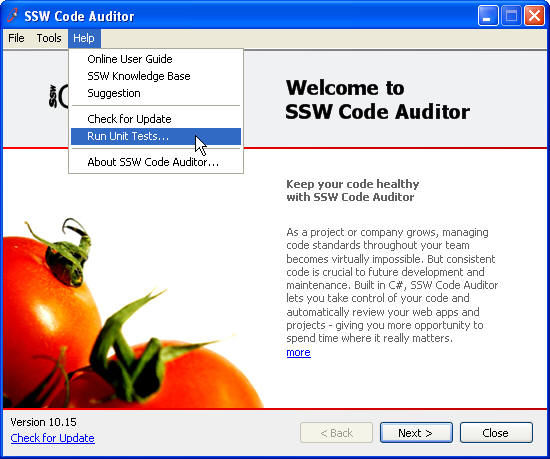 SSW Code Auditor
File Tools Help
Online User Guide
SSW Knowledge Base
Suggestion
Check for Update
Run Unit Tests...
About SSW Code Auditor...
SSW
Welcome to
SSW Code Auditor
Keep your code healthy
with SSW Code Auditor
As a project or company grows, managing
code standards throughout your team
becomes virtually impossible. But consistent
code is crucial to future development and
maintenance. Built in C#, SSW Code Auditor
lets you take control of your code and
automatically review your web apps and
projects - giving you more opportunity to
spend time where it really matters.
more
Version 10.15
Check for Update
< Back Next > Close